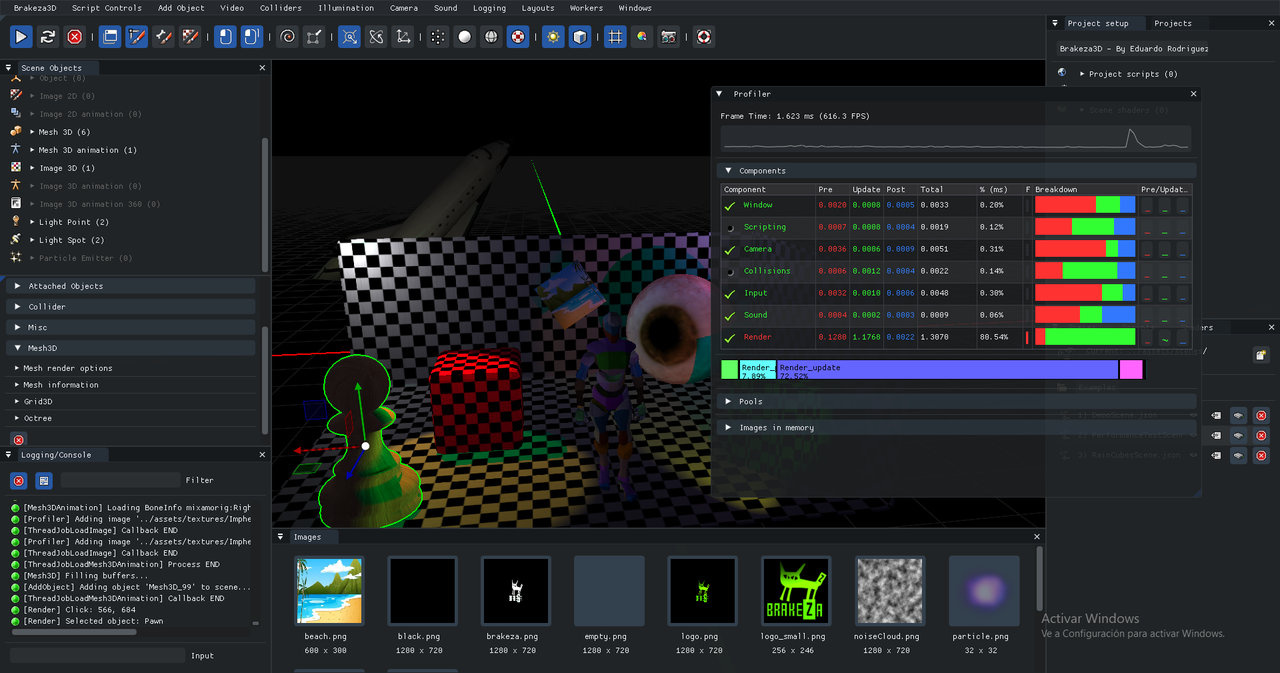 Brakeza3D Script Controls Add Object Video Colliders Illumination Camera Sound Logging Layouts Workers Windows
Scene Objects
Object (0)
Image 2D (0)
Image 2D animation (0)
Mesh 3D (6)
Mesh 3D animation (1)
Image 3D (1)
Image 3D animation (0)
Image 3D animation 360 (0)
Light Point (2)
Light Spot (2)
Particle Emitter (0)
Attached Objects
Collider
Misc
Mesh3D
Mesh render options
Mesh information
Grid3D
Octree
Logging/Console
Filter
[Mesh3DAnimation] Loading BoneInfo mixamorig:Righ
[Profiler] Adding image '../assets/textures/Imphe
[ThreadJobLoadImage] Callback END
[Profiler] Adding image '../assets/textures/Imphe
[ThreadJobLoadImage] Callback END
[ThreadJobLoadMesh3DAnimation] Process END
[Mesh3D] Filling buffers...
[AddObject] Adding object 'Mesh3D_99' to scene...
[ThreadJobLoadMesh3DAnimation] Callback END
[Render] Click: 566, 684
[Render] Selected object: Pawn
Input
Profiler
Frame Time: 1.623 ms (616.3 FPS)
Components
Component Pre Update Post Total % (ms) F Breakdown Pre/Updat..
Window 0.0020 0.0008 0.0005 0.0033 0.20%
Scripting 0.0007 0.0008 0.0004 0.0019 0.12%
Camera 0.0036 0.0006 0.0009 0.0051 0.31%
Collisions 0.0006 0.0012 0.0004 0.0022 0.14%
Input 0.0032 0.0010 0.0006 0.0048 0.30%
Sound 0.0004 0.0002 0.0003 0.0009 0.06%
Render 0.1280 1.1768 0.0022 1.3070 80.54%
Render_ Render_update
7.89% 72.52%
Pools
Images in memory
Images
beach.png black.png brakeza.png empty.png logo.png logo_small.png noiseCloud.png particle.png
600 x 300 1280 x 720 1280 x 720 1280 x 720 1280 x 720 256 x 246 1280 x 720 32 x 32
BRAKEZA
Project setup Projects
Brakeza3D - By Eduardo Rodriguez
Project scripts (0)
Scene shaders (0)
ers
Examples
Activar Windows
Ve a Configuración para activar Windows.